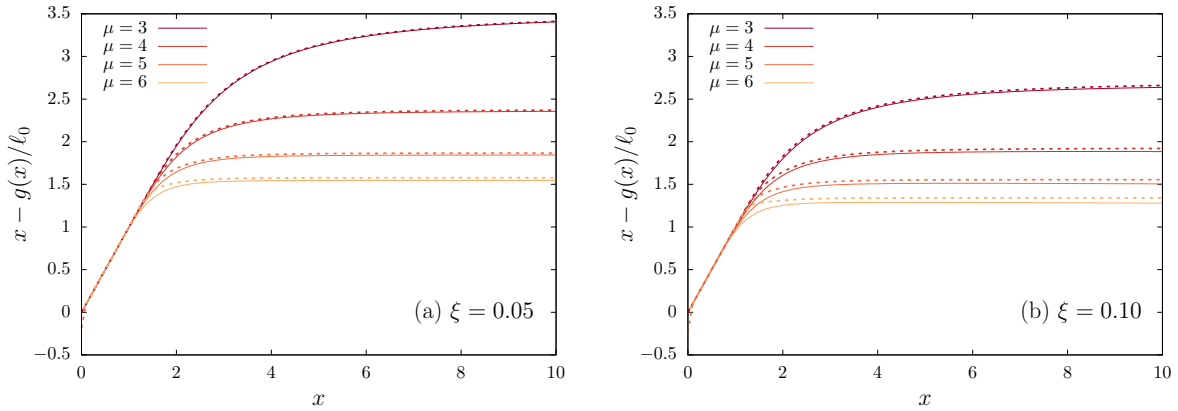 3.5
3
2.5
2
1.5
1
0.5
0
−0.5
x − g(x)/ℓ₀
μ = 3
μ = 4
μ = 5
μ = 6
(a) ξ = 0.05
0 2 4 6 8 10
x
3.5
3
2.5
2
1.5
1
0.5
0
−0.5
x − g(x)/ℓ₀
μ = 3
μ = 4
μ = 5
μ = 6
(b) ξ = 0.10
0 2 4 6 8 10
x